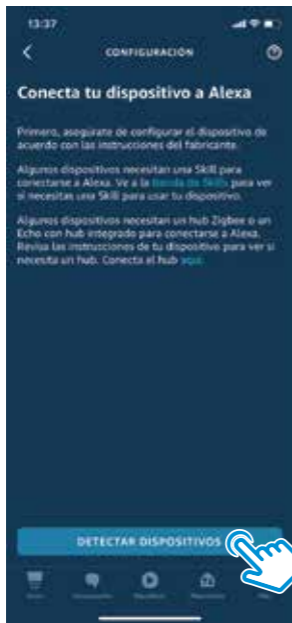 13:37
CONFIGURACIÓN
Conecta tu dispositivo a Alexa
Primero, asegúrate de configurar el dispositivo de
acuerdo con las instrucciones del fabricante.
Algunos dispositivos necesitan una Skill para
conectarse a Alexa. Ve a la tienda de Skills para ver
si necesitas una Skill para usar tu dispositivo.
Algunos dispositivos necesitan un hub Zigbee o un
Echo con hub integrado para conectarse a Alexa.
Revisa las instrucciones de tu dispositivo para ver si
necesita un hub. Conecta el hub aquí.
DETECTAR DISPOSITIVOS